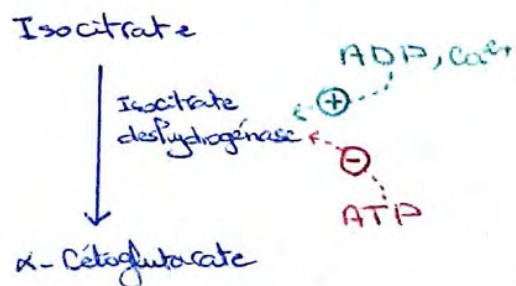 Isocitrate
ADP, Ca²⁺
+
Isocitrate
deshydrogénase
-
ATP
α-Cétoglutarate